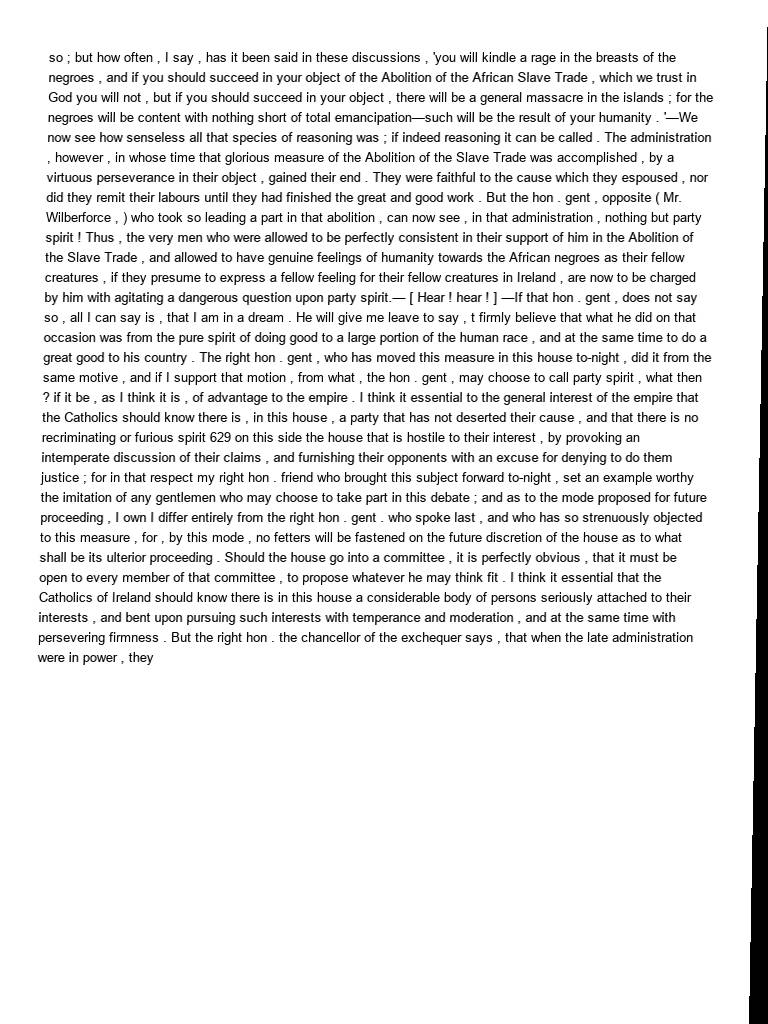 so ; but how often , I say , has it been said in these discussions , 'you will kindle a rage in the breasts of the
negroes , and if you should succeed in your object of the Abolition of the African Slave Trade , which we trust in
God you will not , but if you should succeed in your object , there will be a general massacre in the islands ; for the
negroes will be content with nothing short of total emancipation—such will be the result of your humanity . '—We
now see how senseless all that species of reasoning was ; if indeed reasoning it can be called . The administration
, however , in whose time that glorious measure of the Abolition of the Slave Trade was accomplished , by a
virtuous perseverance in their object , gained their end . They were faithful to the cause which they espoused , nor
did they remit their labours until they had finished the great and good work . But the hon . gent , opposite ( Mr.
Wilberforce , ) who took so leading a part in that abolition , can now see , in that administration , nothing but party
spirit ! Thus , the very men who were allowed to be perfectly consistent in their support of him in the Abolition of
the Slave Trade , and allowed to have genuine feelings of humanity towards the African negroes as their fellow
creatures , if they presume to express a fellow feeling for their fellow creatures in Ireland , are now to be charged
by him with agitating a dangerous question upon party spirit.— [ Hear ! hear ! ] —If that hon . gent , does not say
so , all I can say is , that I am in a dream . He will give me leave to say , t firmly believe that what he did on that
occasion was from the pure spirit of doing good to a large portion of the human race , and at the same time to do a
great good to his country . The right hon . gent , who has moved this measure in this house to-night , did it from the
same motive , and if I support that motion , from what , the hon . gent , may choose to call party spirit , what then
? if it be , as I think it is , of advantage to the empire . I think it essential to the general interest of the empire that
the Catholics should know there is , in this house , a party that has not deserted their cause , and that there is no
recriminating or furious spirit 629 on this side the house that is hostile to their interest , by provoking an
intemperate discussion of their claims , and furnishing their opponents with an excuse for denying to do them
justice ; for in that respect my right hon . friend who brought this subject forward to-night , set an example worthy
the imitation of any gentlemen who may choose to take part in this debate ; and as to the mode proposed for future
proceeding , I own I differ entirely from the right hon . gent . who spoke last , and who has so strenuously objected
to this measure , for , by this mode , no fetters will be fastened on the future discretion of the house as to what
shall be its ulterior proceeding . Should the house go into a committee , it is perfectly obvious , that it must be
open to every member of that committee , to propose whatever he may think fit . I think it essential that the
Catholics of Ireland should know there is in this house a considerable body of persons seriously attached to their
interests , and bent upon pursuing such interests with temperance and moderation , and at the same time with
persevering firmness . But the right hon . the chancellor of the exchequer says , that when the late administration
were in power , they